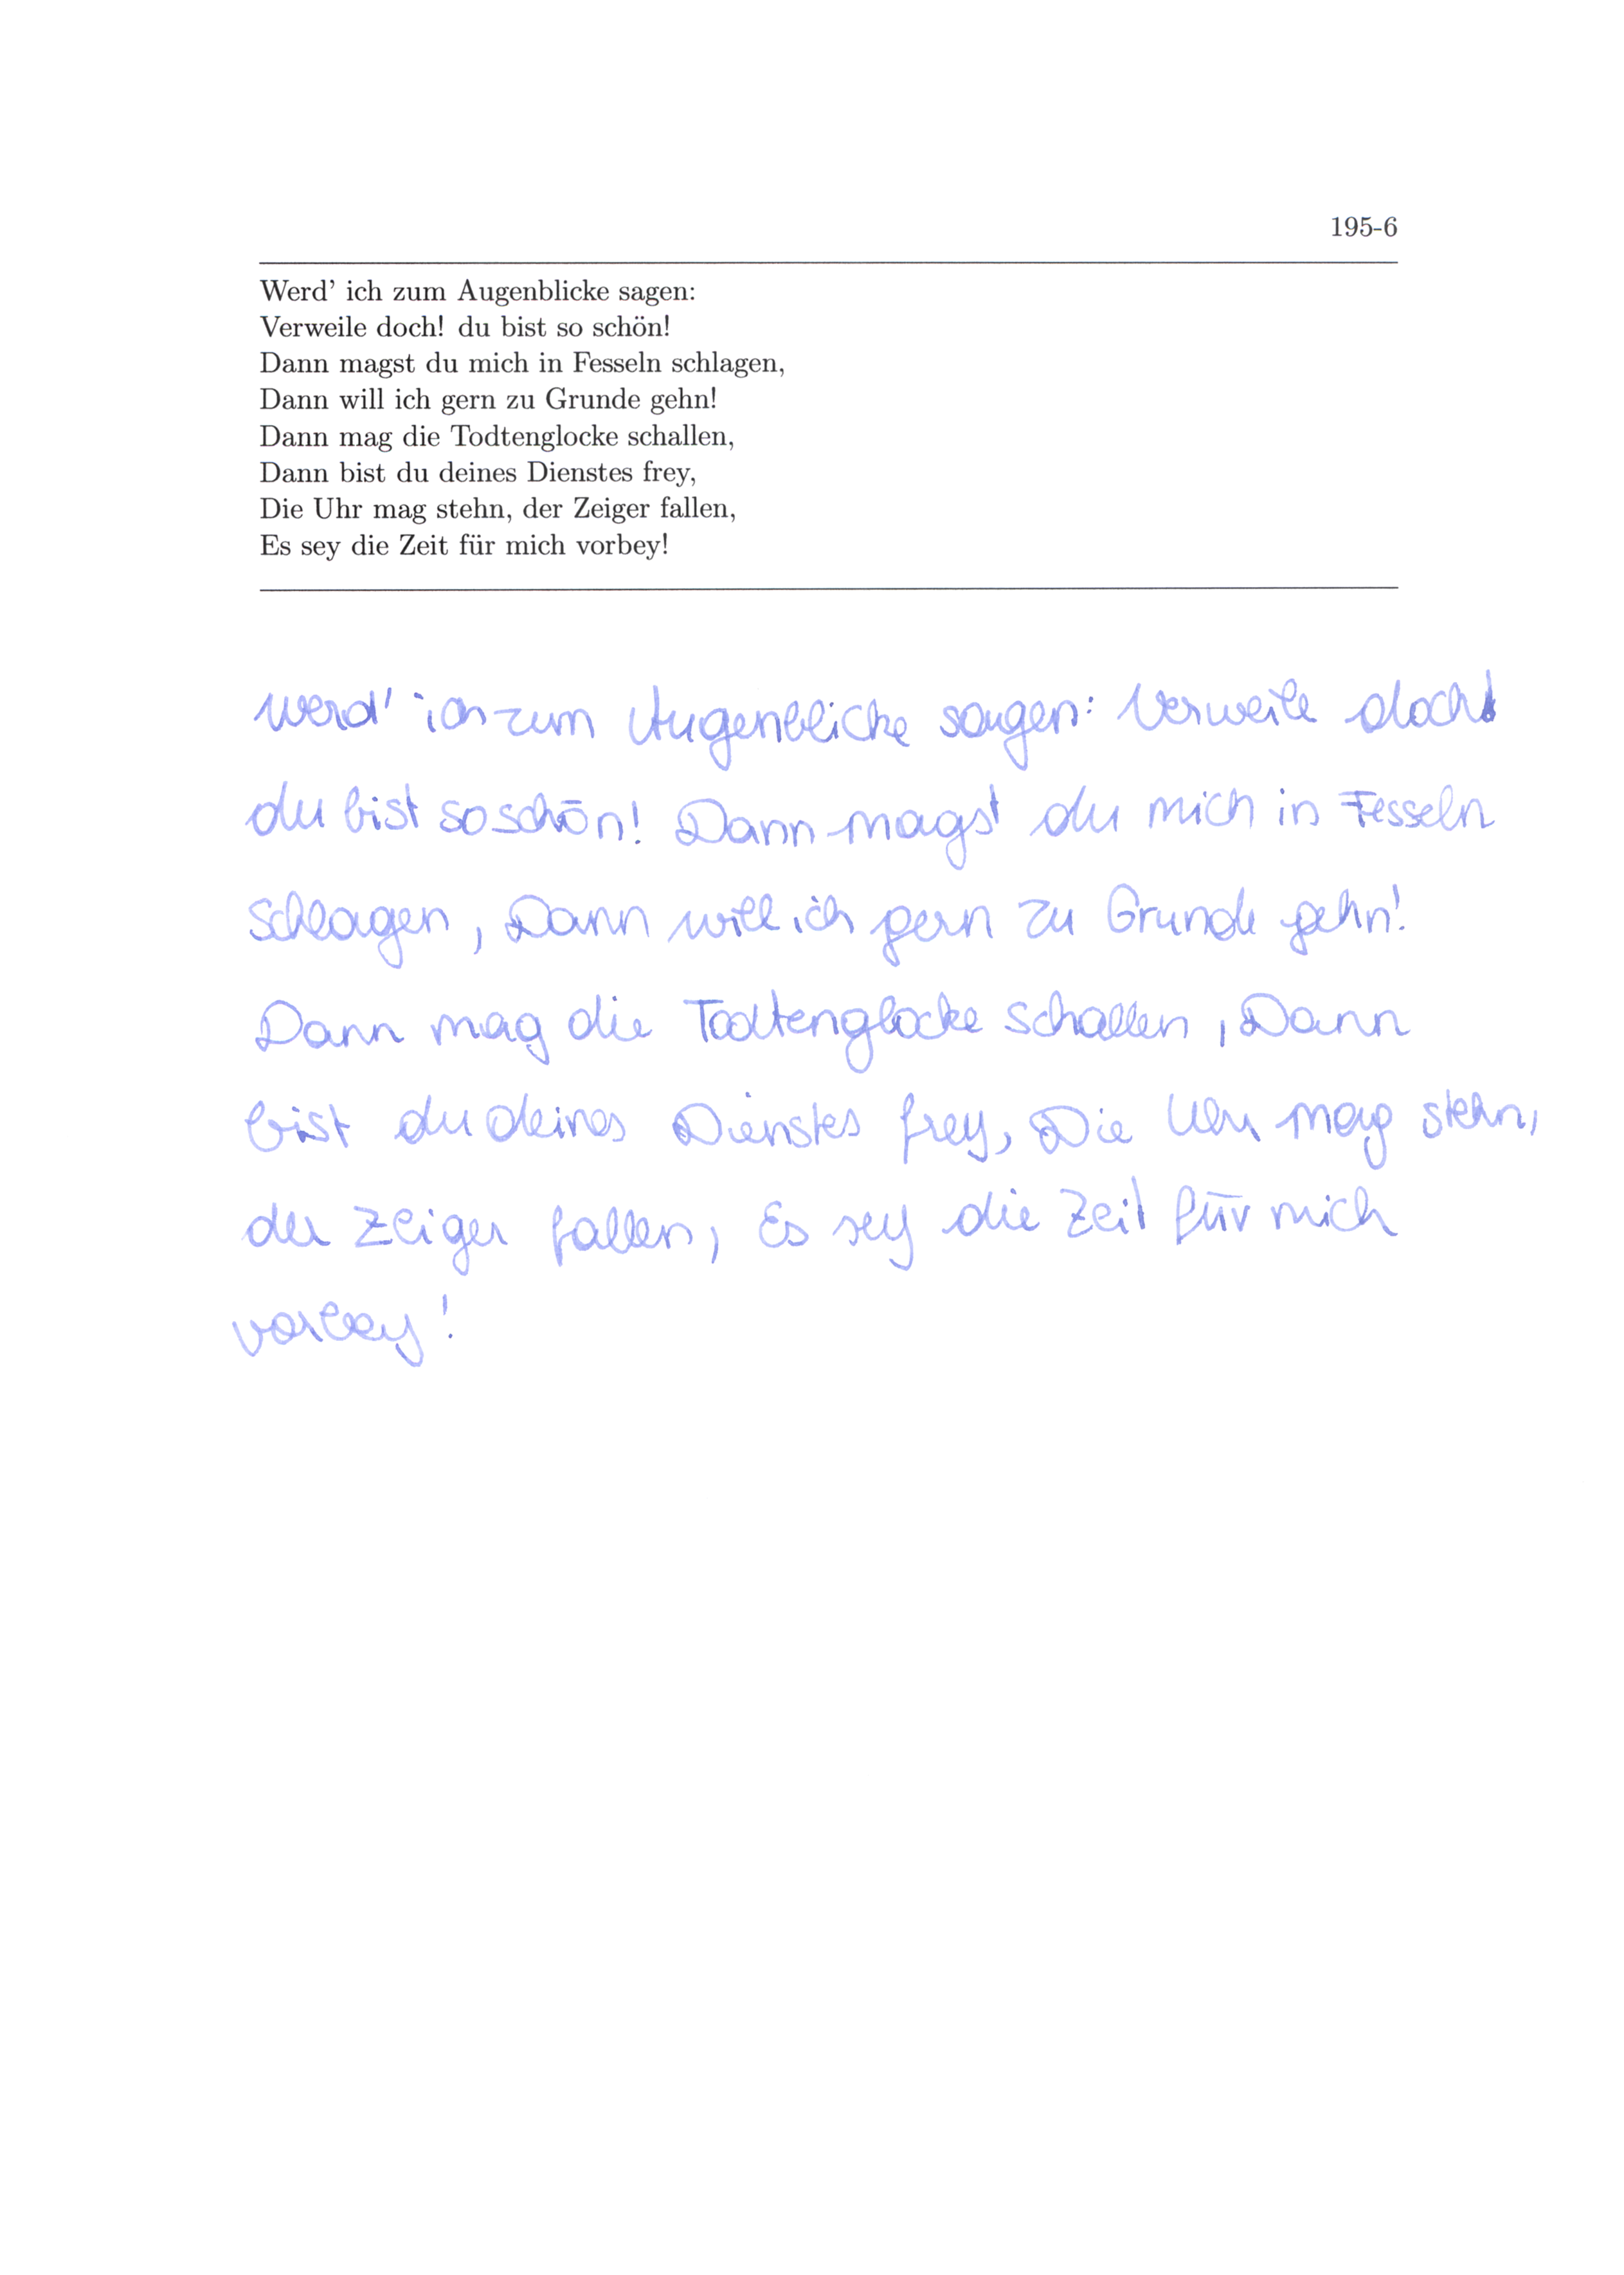 195-6
Werd' ich zum Augenblicke sagen:
Verweile doch! du bist so schön!
Dann magst du mich in Fesseln schlagen,
Dann will ich gern zu Grunde gehn!
Dann mag die Todtenglocke schallen,
Dann bist du deines Dienstes frey,
Die Uhr mag stehn, der Zeiger fallen,
Es sey die Zeit für mich vorbey!
Werd' ich zum Augenblicke sagen: Verweile doch!
du bist so schön! Dann magst du mich in Fesseln
schlagen, Dann will ich gern zu Grunde gehn!
Dann mag die Todtenglocke schallen, Dann
bist du deines Dienstes frey, Die Uhr mag stehn,
der Zeiger fallen, Es sey die Zeit für mich
vorbey!